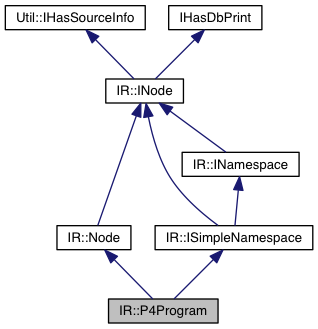 Util::IHasSourceInfo
IHasDbPrint
IR::INode
IR::INamespace
IR::Node
IR::ISimpleNamespace
IR::P4Program